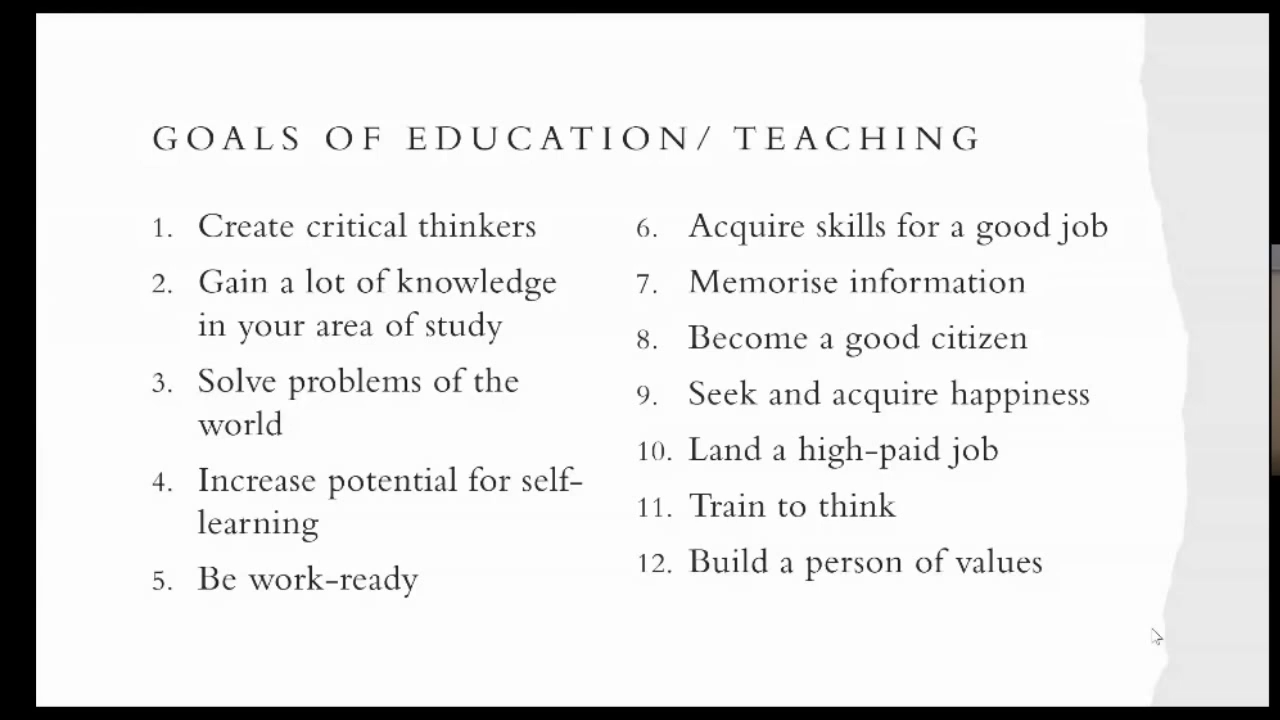 GOALS OF EDUCATION/ TEACHING
1. Create critical thinkers
2. Gain a lot of knowledge
in your area of study
3. Solve problems of the
world
4. Increase potential for self-
learning
5. Be work-ready
6. Acquire skills for a good job
7. Memorise information
8. Become a good citizen
9. Seek and acquire happiness
10. Land a high-paid job
11. Train to think
12. Build a person of values